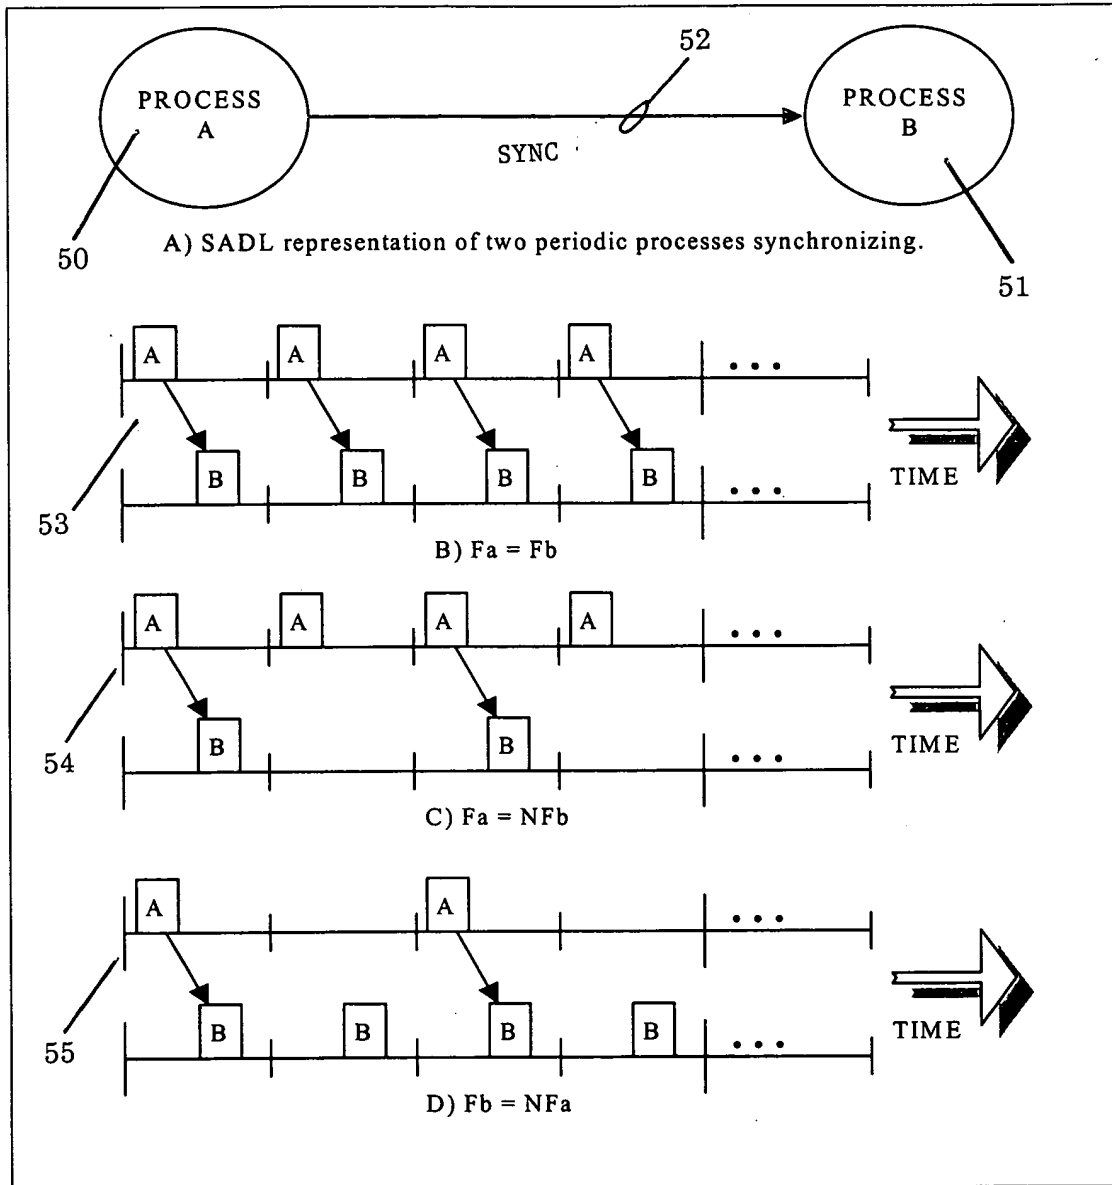 52
PROCESS
A
PROCESS
B
SYNC
50
A) SADL representation of two periodic processes synchronizing.
51
A A A A • • •
53
B B B B • • •
TIME
B) Fa = Fb
A A A A • • •
54
B B • • •
TIME
C) Fa = NFb
A A • • •
55
B B B B • • •
TIME
D) Fb = NFa